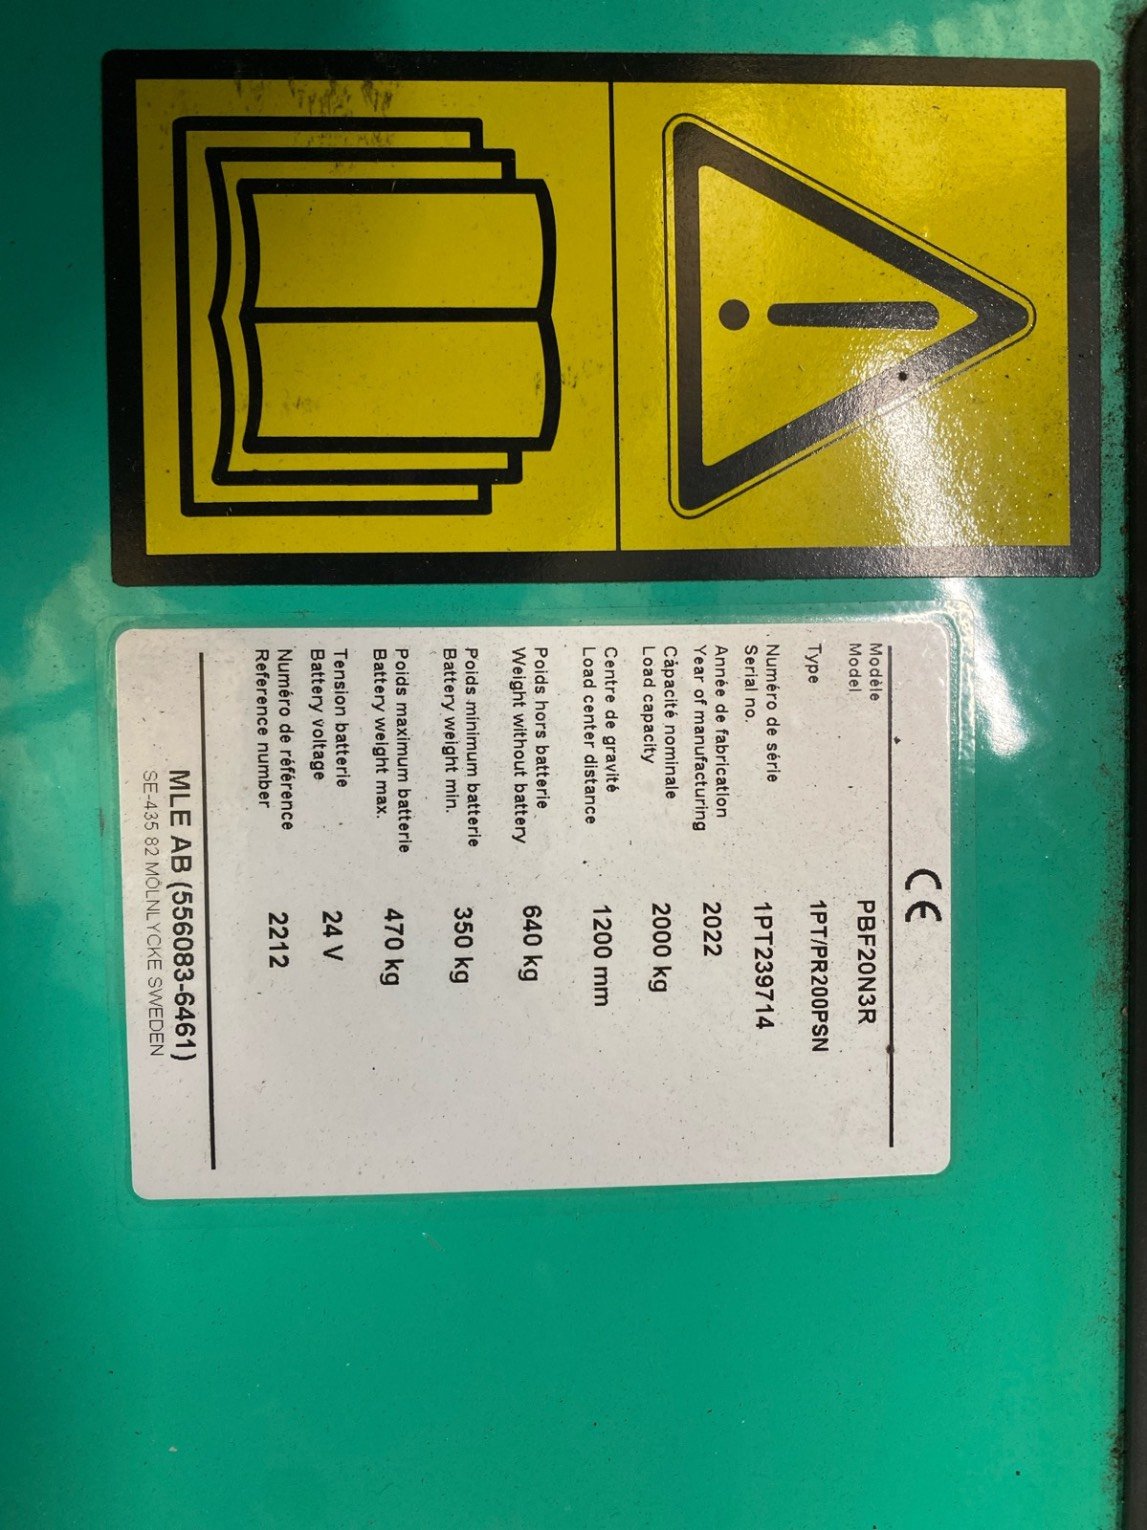 CE
Modèle
Model
PBF20N3R
Type
1PT/PR200PSN
Numéro de série
Serial no.
1PT239714
Année de fabrication
Year of manufacturing
2022
Capacité nominale
Load capacity
2000 kg
Centre de gravité
Load center distance
1200 mm
Poids hors batterie
Weight without battery
640 kg
Poids minimum batterie
Battery weight min.
350 kg
Poids maximum batterie
Battery weight max.
470 kg
Tension batterie
Battery voltage
24 V
Numéro de référence
Reference number
2212
MLE AB (556083-6461)
SE-435 82 MÖLNLYCKE SWEDEN